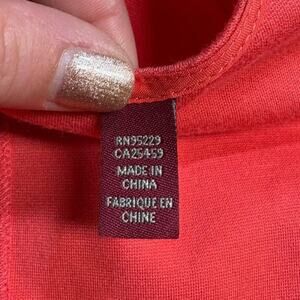 RN95229
CA25459
MADE IN
CHINA
FABRIQUE EN
CHINE